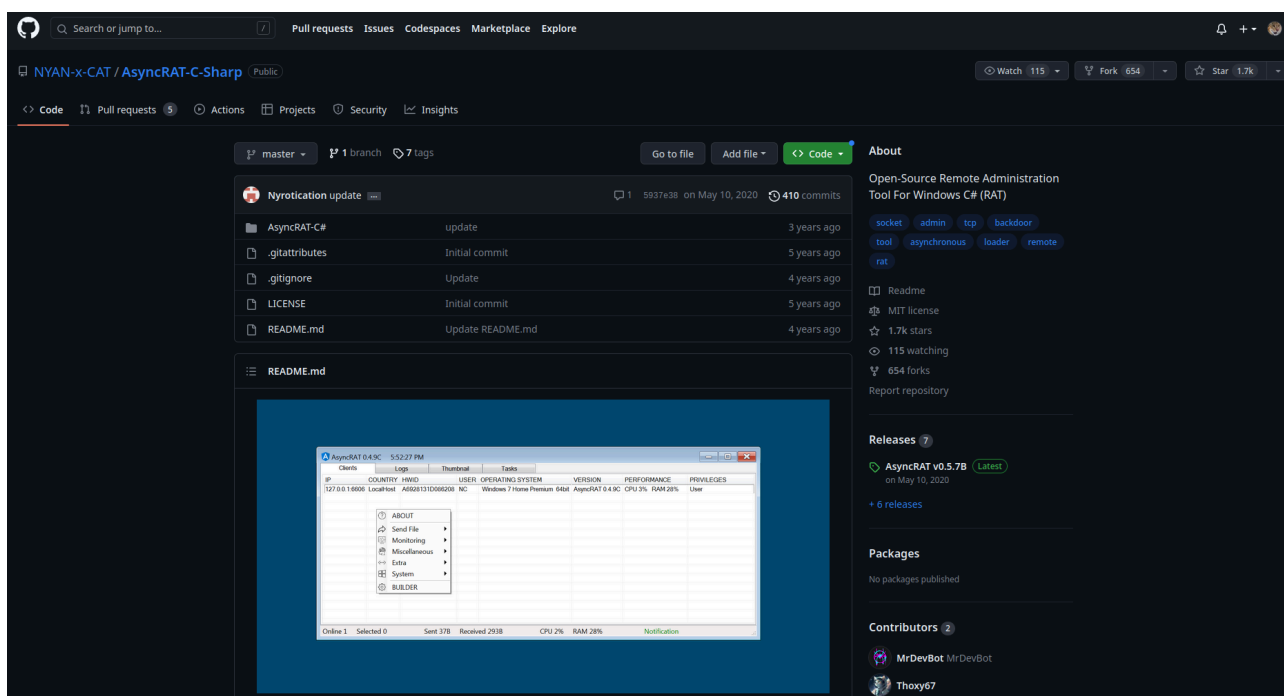 Search or jump to... /
Pull requests Issues Codespaces Marketplace Explore
NYAN-x-CAT / AsyncRAT-C-Sharp Public
Watch 115 Fork 654 Star 1.7k
Code Pull requests 5 Actions Projects Security Insights
master 1 branch 7 tags Go to file Add file Code
Nyrotication update ... 1 5937e38 on May 10, 2020 410 commits
AsyncRAT-C# update 3 years ago
.gitattributes Initial commit 5 years ago
.gitignore Update 4 years ago
LICENSE Initial commit 5 years ago
README.md Update README.md 4 years ago
README.md
AsyncRAT 0.4.9C 5:52:27 PM
Clients Logs Thumbnail Tasks
IP COUNTRY HWID USER OPERATING SYSTEM VERSION PERFORMANCE PRIVILEGES
127.0.0.1:6606 LocalHost A6928131D086208 NC Windows 7 Home Premium 64bit AsyncRAT 0.4.9C CPU 3% RAM 28% User
ABOUT
Send File
Monitoring
Miscellaneous
Extra
System
BUILDER
Online 1 Selected 0 Sent 37B Received 293B CPU 2% RAM 28% Notification
About
Open-Source Remote Administration
Tool For Windows C# (RAT)
socket admin tcp backdoor
tool asynchronous loader remote
rat
Readme
MIT license
1.7k stars
115 watching
654 forks
Report repository
Releases 7
AsyncRAT v0.5.7B Latest
on May 10, 2020
+ 6 releases
Packages
No packages published
Contributors 2
MrDevBot MrDevBot
Thoxy67